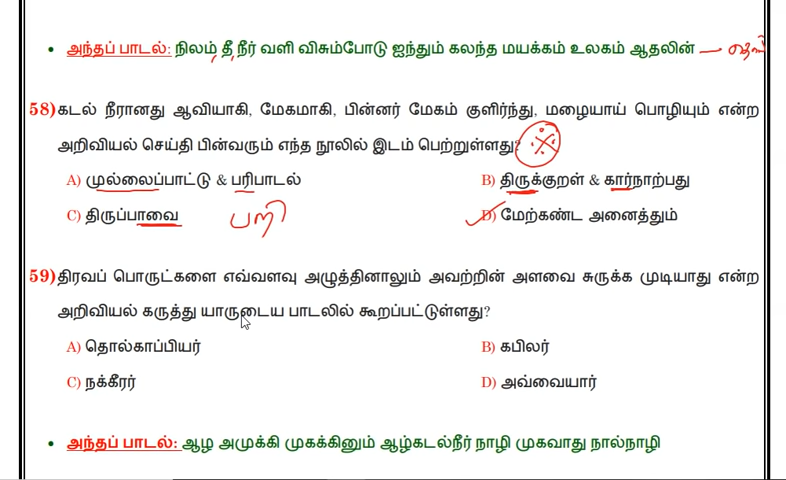 • அந்தப் பாடல்: நிலம் தீ நீர் வளி விசும்போடு ஐந்தும் கலந்த மயக்கம் உலகம் ஆதலின்
58) கடல் நீரானது ஆவியாகி, மேகமாகி, பின்னர் மேகம் குளிர்ந்து, மழையாய் பொழியும் என்ற
அறிவியல் செய்தி பின்வரும் எந்த நூலில் இடம் பெற்றுள்ளது?
A) முல்லைப்பாட்டு & பரிபாடல் B) திருக்குறள் & கார்நாற்பது
C) திருப்பாவை பரி D) மேற்கண்ட அனைத்தும்
59) திரவப் பொருட்களை எவ்வளவு அழுத்தினாலும் அவற்றின் அளவை சுருக்க முடியாது என்ற
அறிவியல் கருத்து யாருடைய பாடலில் கூறப்பட்டுள்ளது?
A) தொல்காப்பியர் B) கபிலர்
C) நக்கீரர் D) அவ்வையார்
• அந்தப் பாடல்: ஆழ அமுக்கி முகக்கினும் ஆழ்கடல்நீர் நாழி முகவாது நால்நாழி